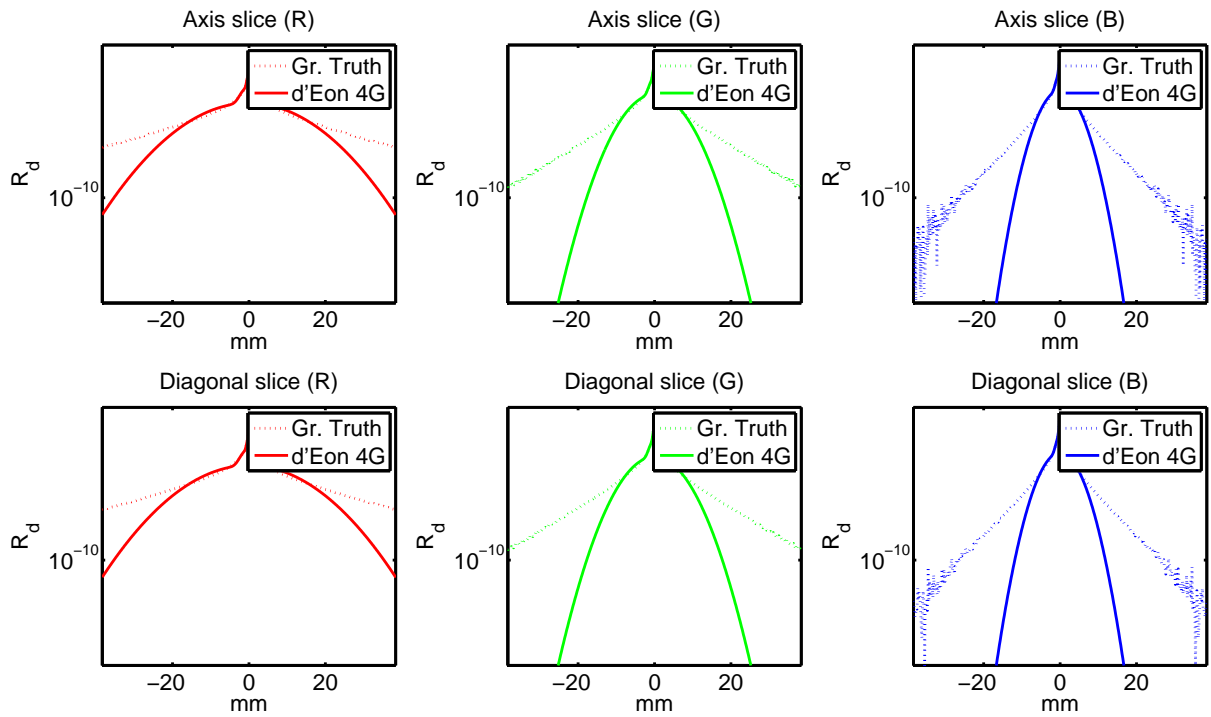 Axis slice (R)
Gr. Truth
d'Eon 4G
R_d
10^−10
−20 0 20
mm
Axis slice (G)
Gr. Truth
d'Eon 4G
R_d
10^−10
−20 0 20
mm
Axis slice (B)
Gr. Truth
d'Eon 4G
R_d
10^−10
−20 0 20
mm
Diagonal slice (R)
Gr. Truth
d'Eon 4G
R_d
10^−10
−20 0 20
mm
Diagonal slice (G)
Gr. Truth
d'Eon 4G
R_d
10^−10
−20 0 20
mm
Diagonal slice (B)
Gr. Truth
d'Eon 4G
R_d
10^−10
−20 0 20
mm